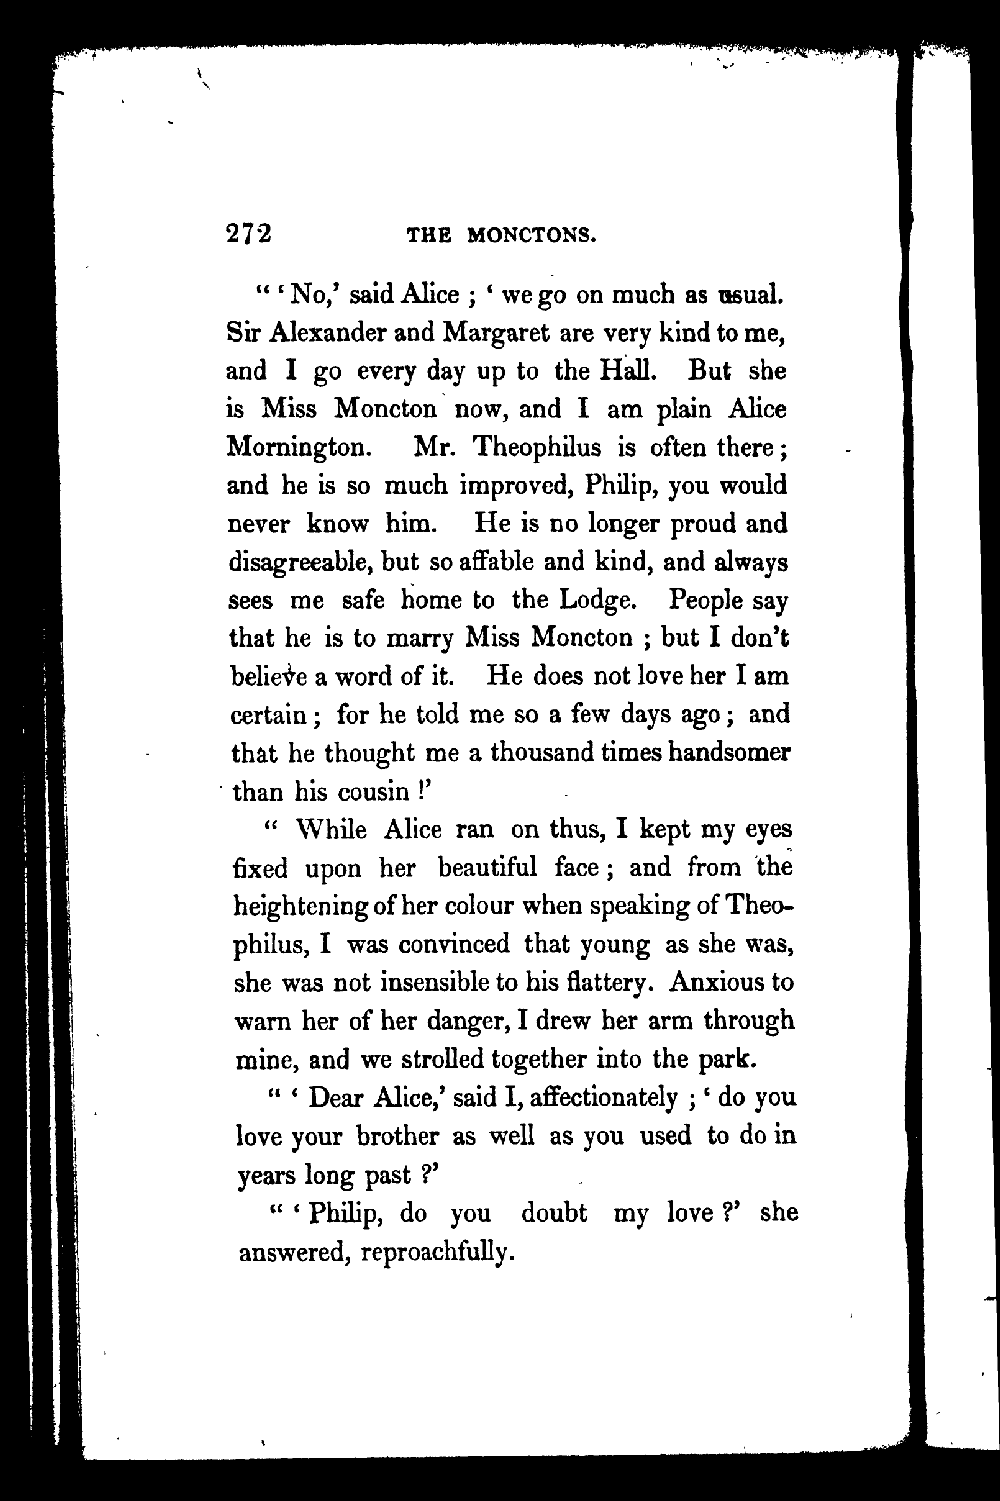 272 THE MONCTONS.
“ ‘ No,’ said Alice ; ‘ we go on much as usual.
Sir Alexander and Margaret are very kind to me,
and I go every day up to the Hall. But she
is Miss Moncton now, and I am plain Alice
Mornington. Mr. Theophilus is often there ;
and he is so much improved, Philip, you would
never know him. He is no longer proud and
disagreeable, but so affable and kind, and always
sees me safe home to the Lodge. People say
that he is to marry Miss Moncton ; but I don’t
believe a word of it. He does not love her I am
certain ; for he told me so a few days ago ; and
that he thought me a thousand times handsomer
than his cousin !’
“ While Alice ran on thus, I kept my eyes
fixed upon her beautiful face ; and from the
heightening of her colour when speaking of Theo-
philus, I was convinced that young as she was,
she was not insensible to his flattery. Anxious to
warn her of her danger, I drew her arm through
mine, and we strolled together into the park.
“ ‘ Dear Alice,’ said I, affectionately ; ‘ do you
love your brother as well as you used to do in
years long past ?’
“ ‘ Philip, do you doubt my love ?’ she
answered, reproachfully.